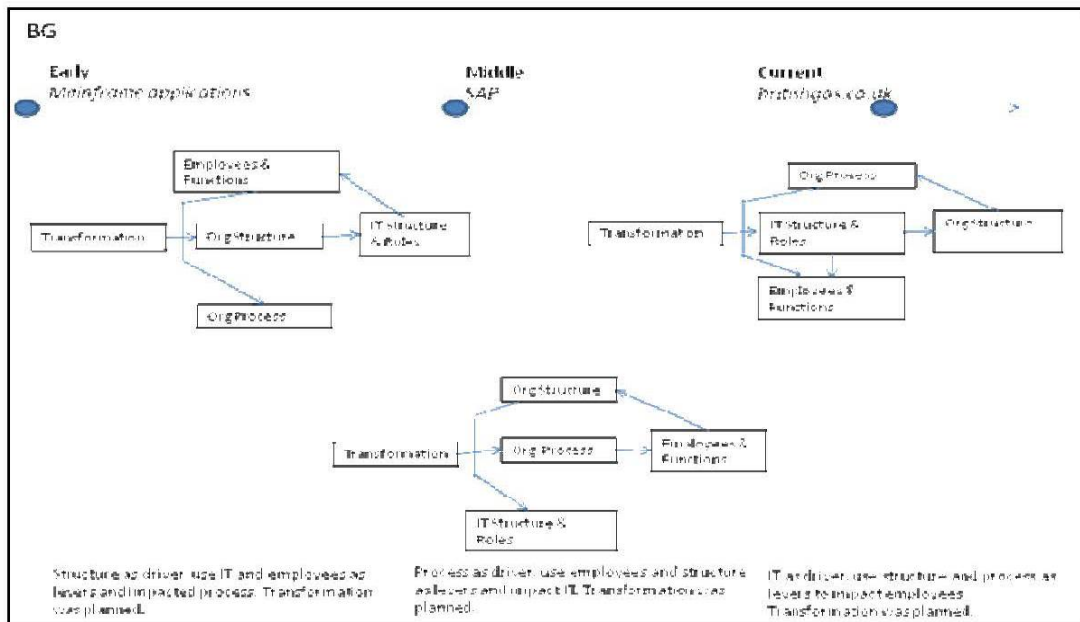 BG
Early
Mainframe applications
Middle
SAP
Current
britishgas.co.uk
Employees &
Functions
Transformation
Org Structure
IT Structure
& Roles
Org Process
Org Process
Transformation
IT Structure &
Roles
Org Structure
Employees &
Functions
Org Structure
Transformation
Org Process
Employees &
Functions
IT Structure &
Roles
Structure as driver, use IT and employees as
levers and impacted process. Transformation
was planned.
Process as driven, use employees and structure
as levers and impact IT. Transformation was
planned.
IT as driver, use structure and process as
levers to impact employees.
Transformation was planned.